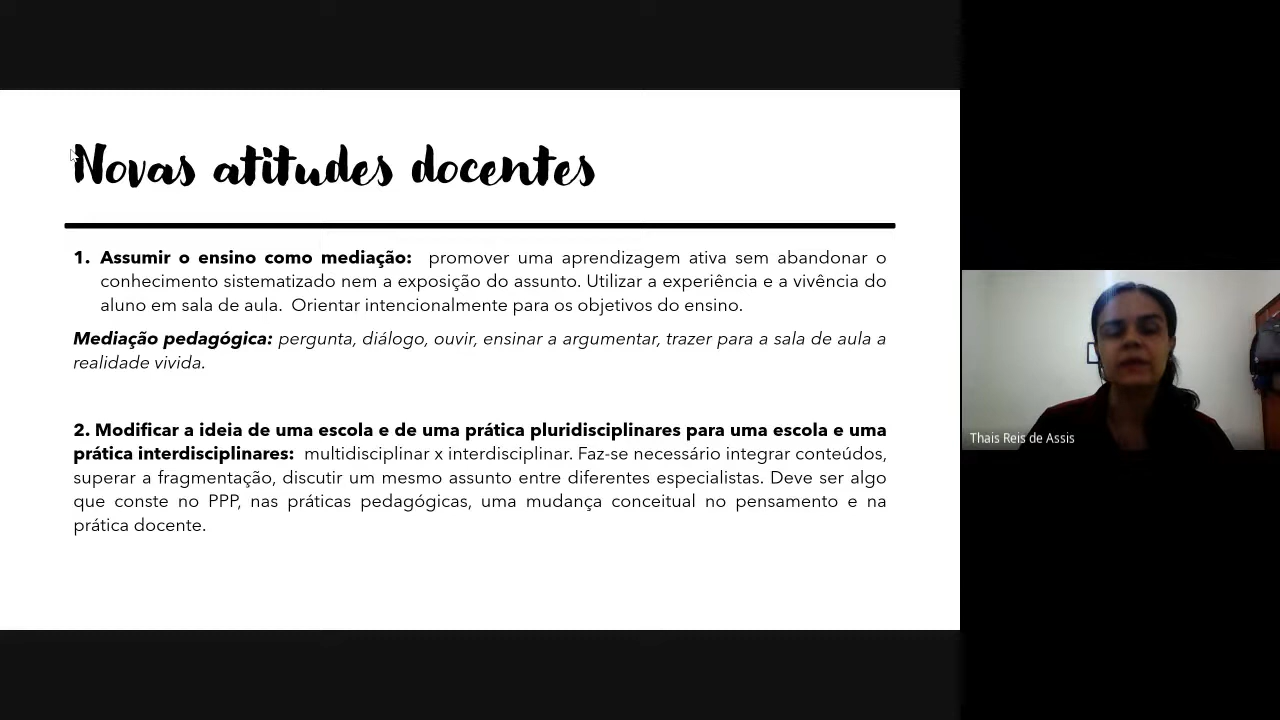 Novas atitudes docentes
1. Assumir o ensino como mediação: promover uma aprendizagem ativa sem abandonar o
conhecimento sistematizado nem a exposição do assunto. Utilizar a experiência e a vivência do
aluno em sala de aula. Orientar intencionalmente para os objetivos do ensino.
Mediação pedagógica: pergunta, diálogo, ouvir, ensinar a argumentar, trazer para a sala de aula a
realidade vivida.
2. Modificar a ideia de uma escola e de uma prática pluridisciplinares para uma escola e uma
prática interdisciplinares: multidisciplinar x interdisciplinar. Faz-se necessário integrar conteúdos,
superar a fragmentação, discutir um mesmo assunto entre diferentes especialistas. Deve ser algo
que conste no PPP, nas práticas pedagógicas, uma mudança conceitual no pensamento e na
prática docente.
Thais Reis de Assis